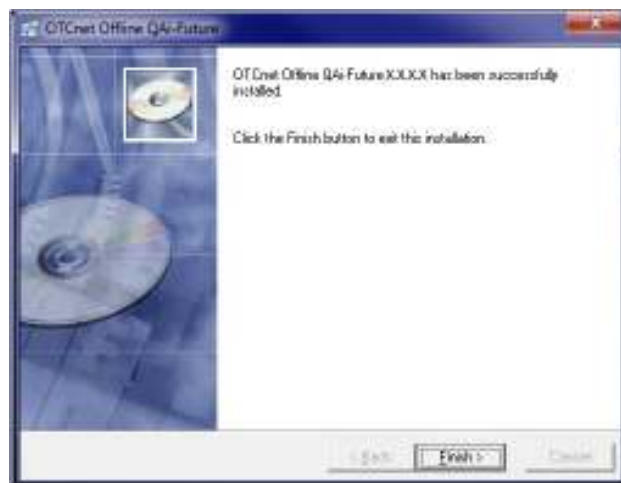 OTCnet Offline QAi-Future
OTCnet Offline QAi-Future X.X.X.X has been successfully
installed.
Click the Finish button to exit this installation.
< Back
Finish >
Cancel